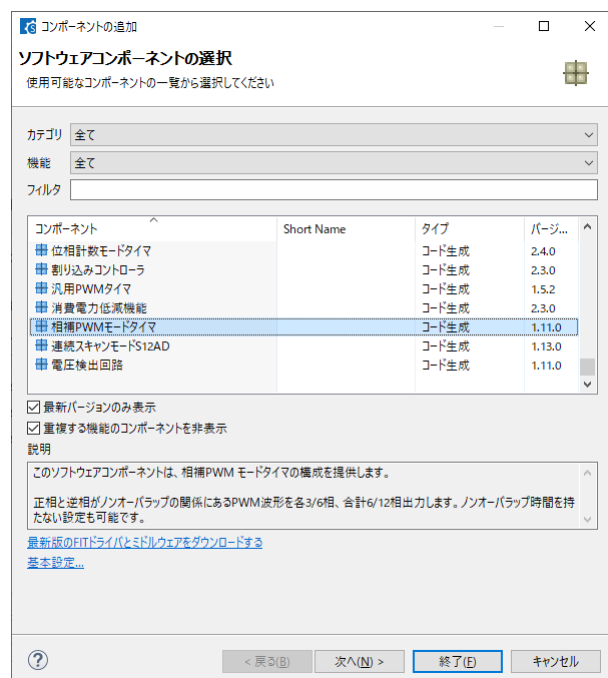 コンポーネントの追加
ソフトウェアコンポーネントの選択
使用可能なコンポーネントの一覧から選択してください
カテゴリ 全て
機能 全て
フィルタ
コンポーネント Short Name タイプ バージ...
位相計数モードタイマ コード生成 2.4.0
割り込みコントローラ コード生成 2.3.0
汎用PWMタイマ コード生成 1.5.2
消費電力低減機能 コード生成 2.3.0
相補PWMモードタイマ コード生成 1.11.0
連続スキャンモードS12AD コード生成 1.13.0
電圧検出回路 コード生成 1.11.0
最新バージョンのみ表示
重複する機能のコンポーネントを非表示
説明
このソフトウェアコンポーネントは、相補PWM モードタイマの構成を提供します。
正相と逆相がノンオーバラップの関係にあるPWM波形を各3/6相、合計6/12相出力します。ノンオーバラップ時間を持
たない設定も可能です。
最新版のFITドライバとミドルウェアをダウンロードする
基本設定...
< 戻る(B) 次へ(N) > 終了(F) キャンセル